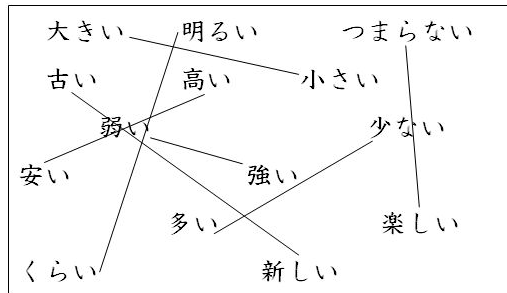 大きい 明るい つまらない
古い 高い 小さい
弱い 少ない
安い 強い
多い 楽しい
くらい 新しい